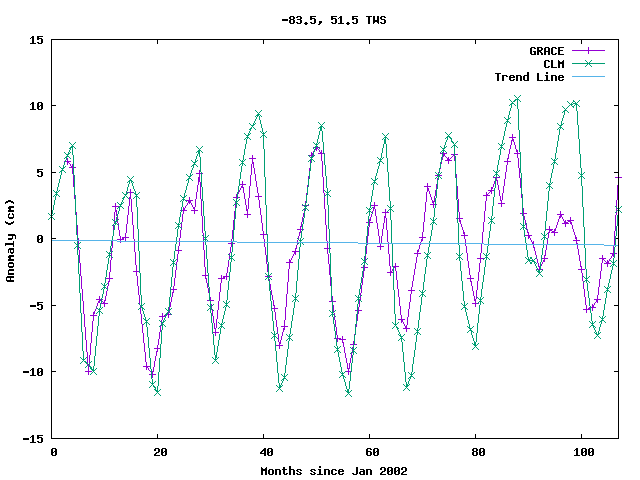 -83.5, 51.5 TWS
GRACE
CLM
Trend Line
Anomaly (cm)
15
10
5
0
-5
-10
-15
0 20 40 60 80 100
Months since Jan 2002